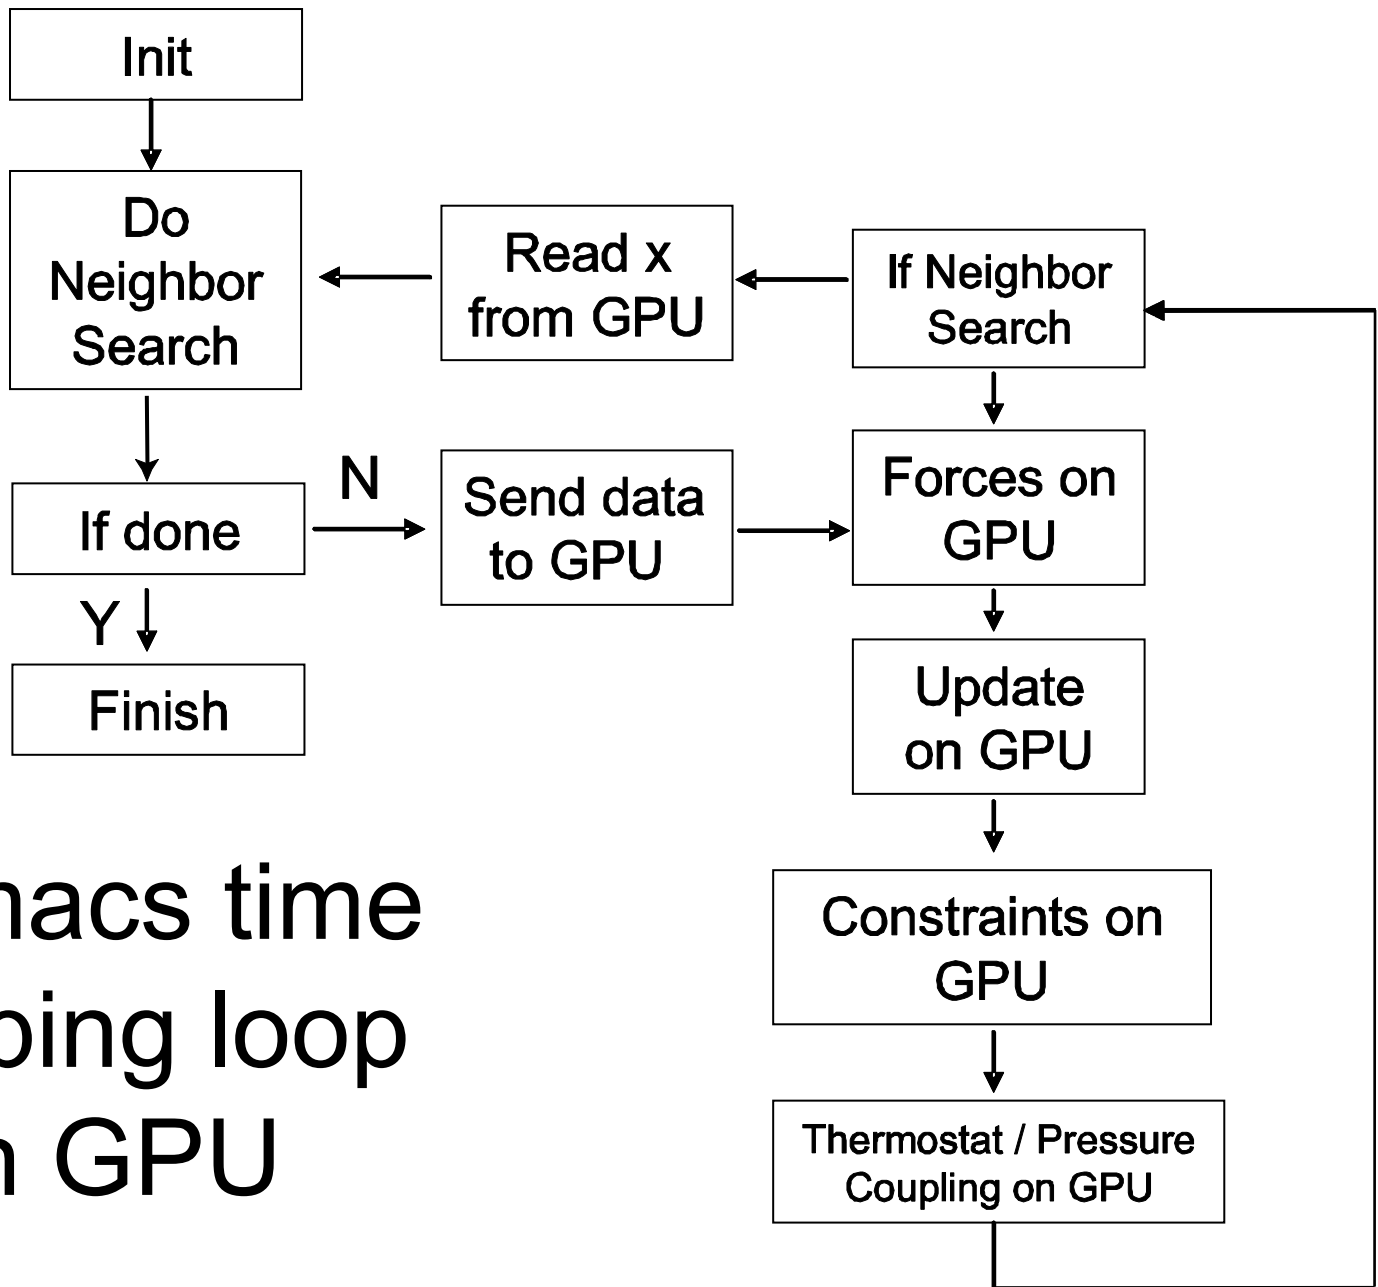 Init
Do
Neighbor
Search
Read x
from GPU
If Neighbor
Search
If done
N
Send data
to GPU
Forces on
GPU
Y
Finish
Update
on GPU
Constraints on
GPU
Thermostat / Pressure
Coupling on GPU
macs time
ping loop
n GPU